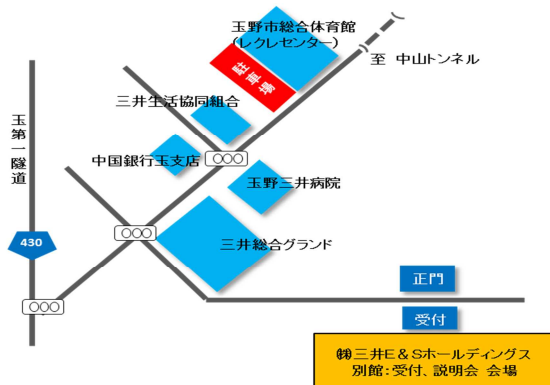 玉野市総合体育館
(レクレセンター)
駐車場
至 中山トンネル
三井生活協同組合
玉第一隧道
中国銀行玉支店
玉野三井病院
三井総合グランド
430
正門
受付
㈱三井E&Sホールディングス
別館:受付、説明会 会場